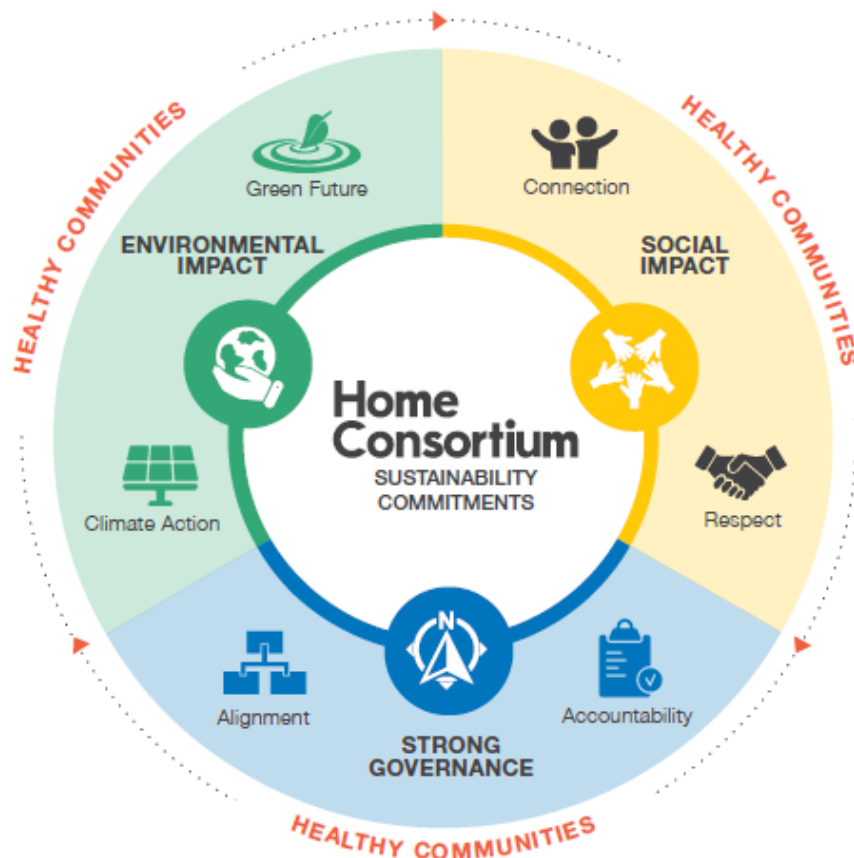 HEALTHY COMMUNITIES
HEALTHY COMMUNITIES
Green Future
Connection
ENVIRONMENTAL
IMPACT
SOCIAL
IMPACT
Home
Consortium
SUSTAINABILITY
COMMITMENTS
Climate Action
Respect
N
Alignment
Accountability
STRONG
GOVERNANCE
HEALTHY COMMUNITIES